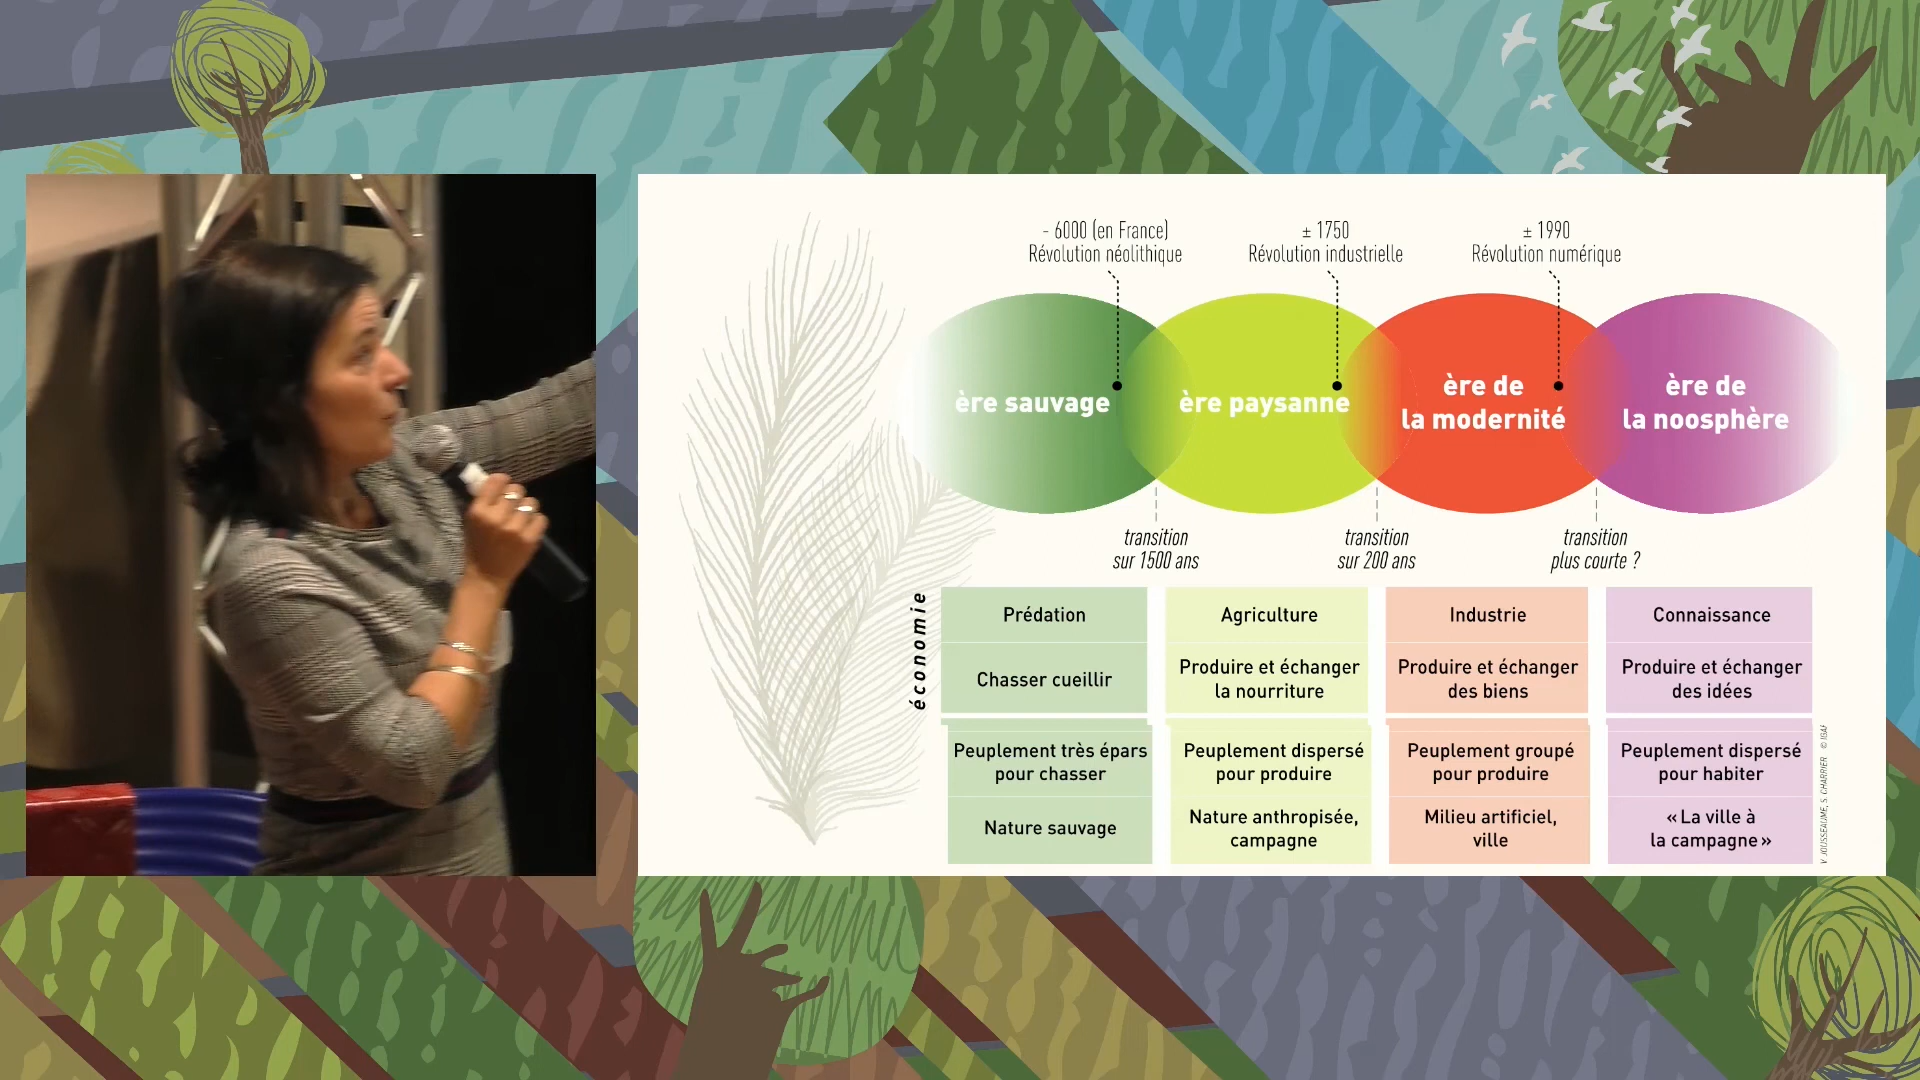 - 6000 (en France)
Révolution néolithique
± 1750
Révolution industrielle
± 1990
Révolution numérique
ère sauvage
ère paysanne
ère de
la modernité
ère de
la noosphère
transition
sur 1500 ans
transition
sur 200 ans
transition
plus courte ?
économie
Prédation
Agriculture
Industrie
Connaissance
Chasser cueillir
Produire et échanger
la nourriture
Produire et échanger
des biens
Produire et échanger
des idées
Peuplement très épars
pour chasser
Peuplement dispersé
pour produire
Peuplement groupé
pour produire
Peuplement dispersé
pour habiter
Nature sauvage
Nature anthropisée,
campagne
Milieu artificiel,
ville
« La ville à
la campagne »
V. JOUSSEAUME, S. CHARRIER ©